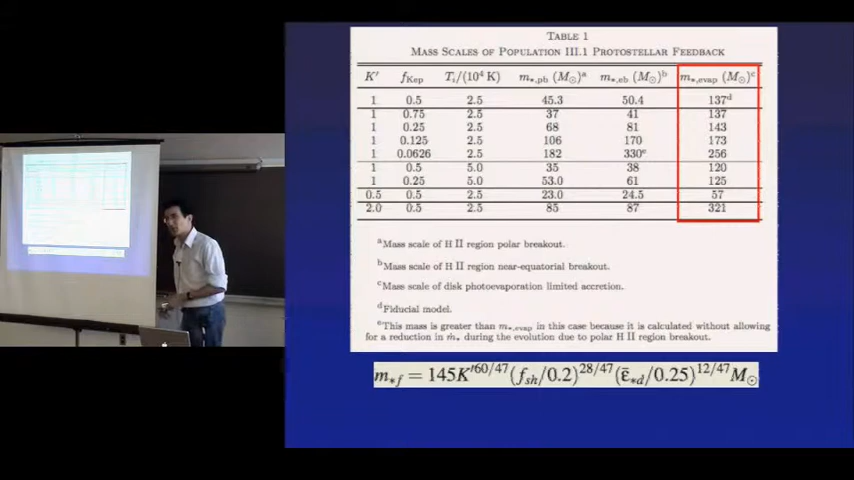 TABLE 1
MASS SCALES OF POPULATION III.1 PROTOSTELLAR FEEDBACK
K′ f_Kep T_i/(10⁴ K) m_*,pb (M_⊙)ᵃ m_*,eb (M_⊙)ᵇ m_*,evap (M_⊙)ᶜ
1 0.5 2.5 45.3 50.4 137ᵈ
1 0.75 2.5 37 41 137
1 0.25 2.5 68 81 143
1 0.125 2.5 106 170 173
1 0.0626 2.5 182 330ᵉ 256
1 0.5 5.0 35 38 120
1 0.25 5.0 53.0 61 125
0.5 0.5 2.5 23.0 24.5 57
2.0 0.5 2.5 85 87 321
ᵃMass scale of H II region polar breakout.
ᵇMass scale of H II region near-equatorial breakout.
ᶜMass scale of disk photoevaporation limited accretion.
ᵈFiducial model.
ᵉThis mass is greater than m_*,evap in this case because it is calculated without allowing
for a reduction in ṁ_* during the evolution due to polar H II region breakout.
m_*f = 145K′^60/47 (f_sh/0.2)^28/47 (ε̄_*d/0.25)^12/47 M_⊙